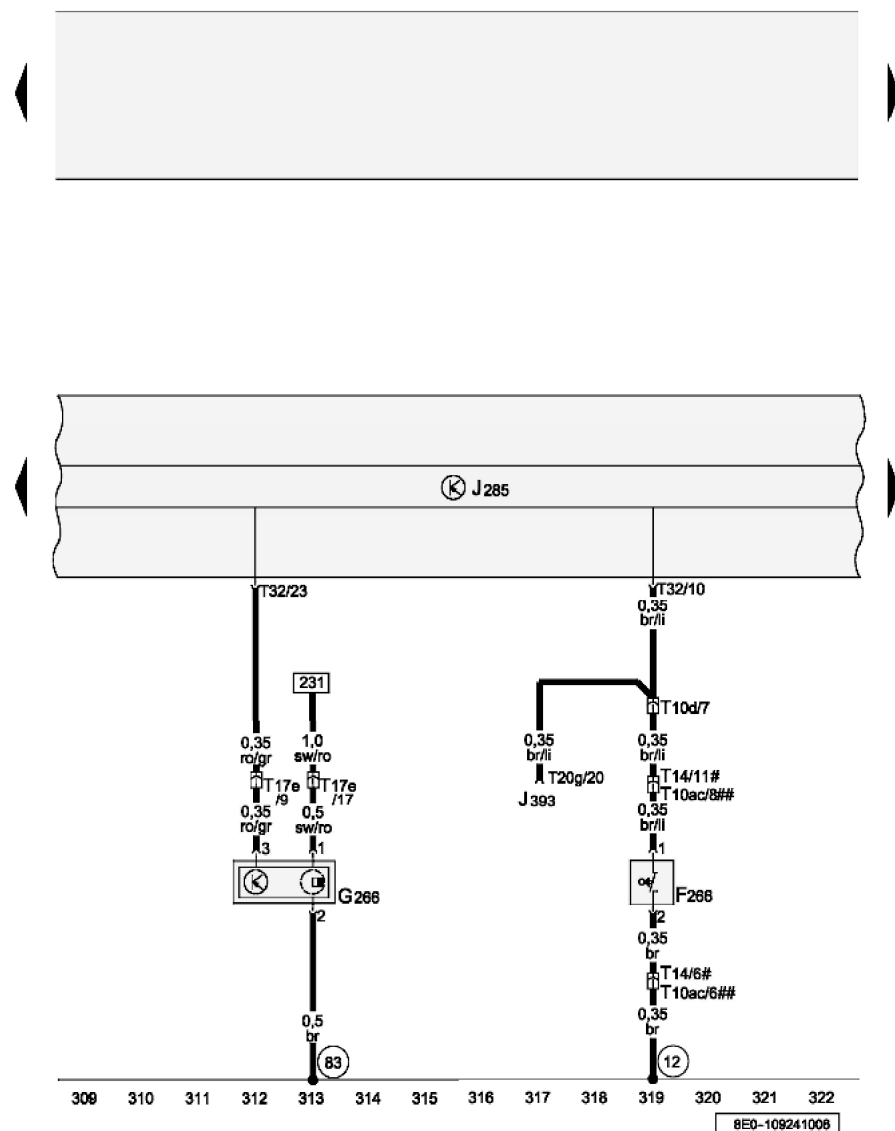 J285
T32/23
T32/10
0,35
br/li
231
T10d/7
0,35
ro/gr
1,0
sw/ro
0,35
br/li
0,35
br/li
T17e
/9
T17e
/17
T20g/20
J393
T14/11#
T10ac/8##
0,35
ro/gr
0,5
sw/ro
0,35
br/li
3
1
1
G266
F266
2
2
0,35
br
T14/6#
T10ac/6##
0,5
br
0,35
br
83
12
309 310 311 312 313 314 315 316 317 318 319 320 321 322
8E0-109241006